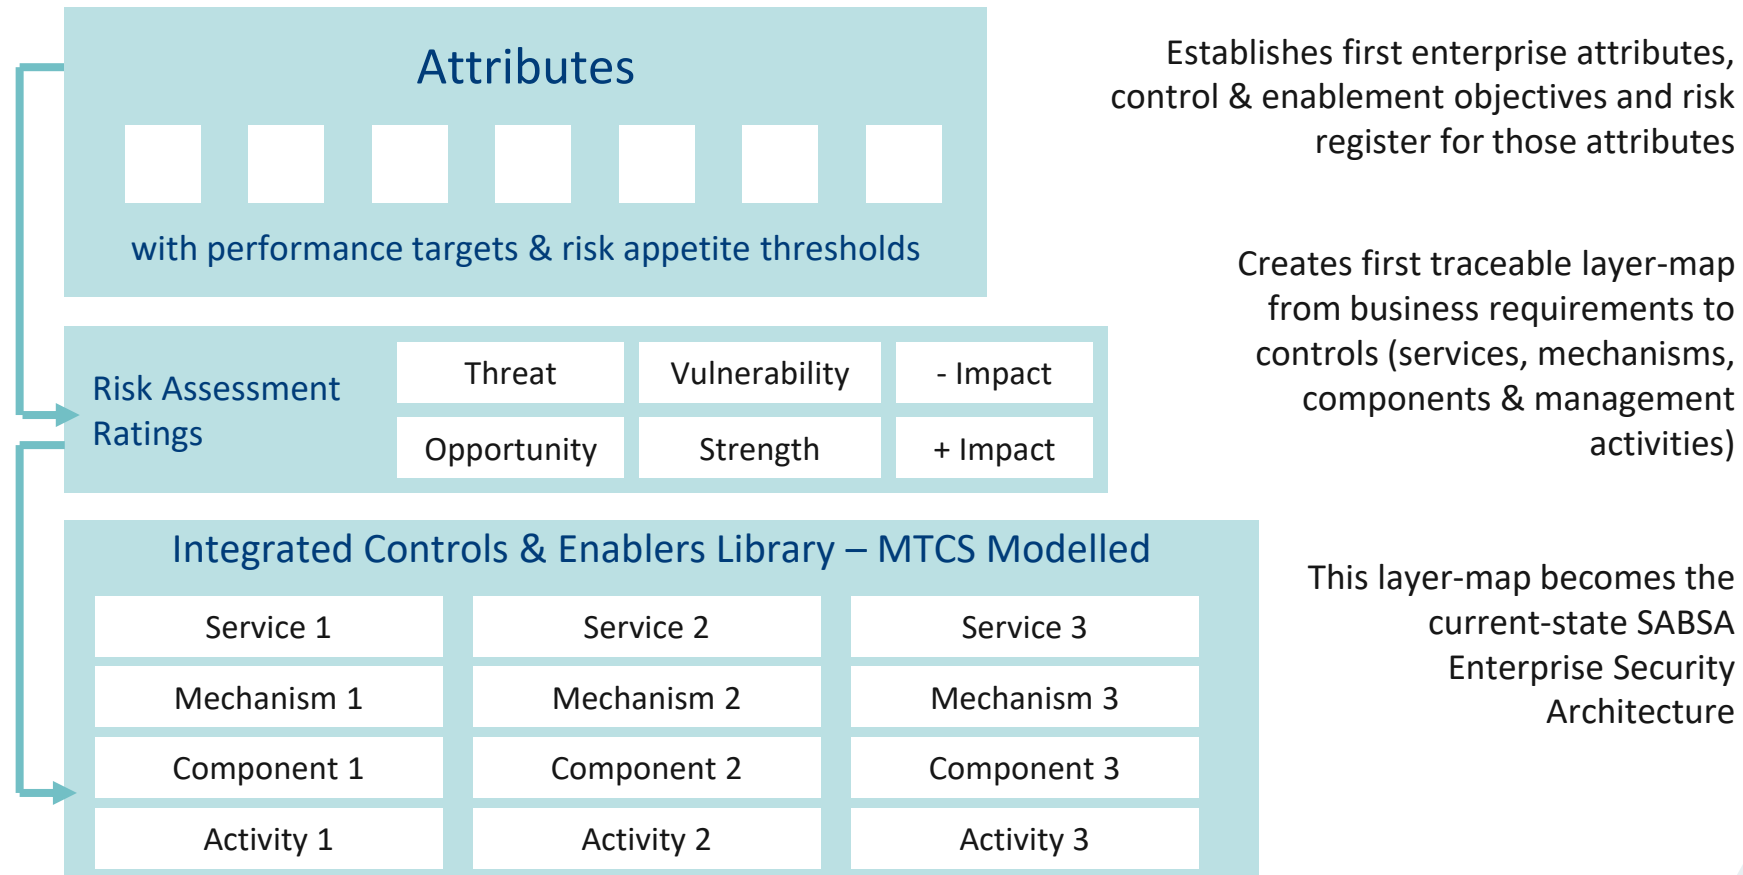 Attributes
with performance targets & risk appetite thresholds
Establishes first enterprise attributes,
control & enablement objectives and risk
register for those attributes
Risk Assessment
Ratings
Threat
Vulnerability
- Impact
Opportunity
Strength
+ Impact
Creates first traceable layer-map
from business requirements to
controls (services, mechanisms,
components & management
activities)
Integrated Controls & Enablers Library – MTCS Modelled
Service 1
Service 2
Service 3
Mechanism 1
Mechanism 2
Mechanism 3
Component 1
Component 2
Component 3
Activity 1
Activity 2
Activity 3
This layer-map becomes the
current-state SABSA
Enterprise Security
Architecture